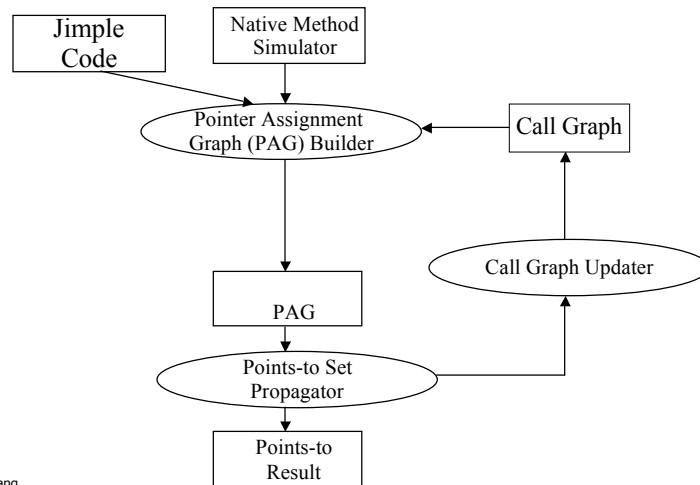 Jimple
Code
Native Method
Simulator
Pointer Assignment
Graph (PAG) Builder
Call Graph
Call Graph Updater
PAG
Points-to Set
Propagator
Points-to
Result
ang